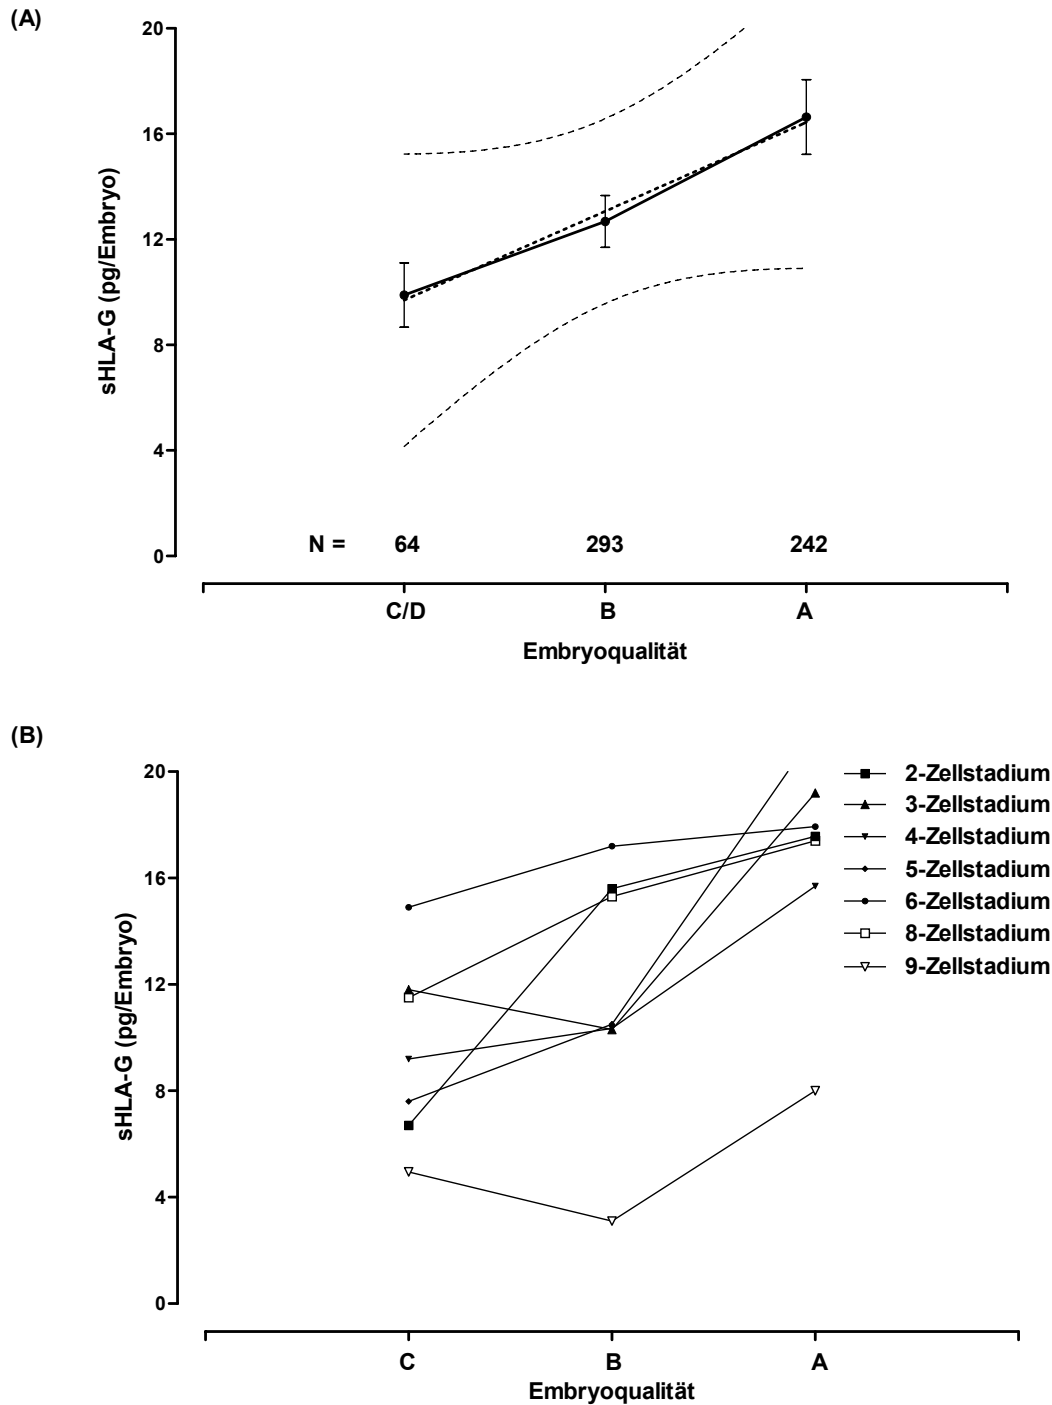 (A)
20
16
12
8
4
0
sHLA-G (pg/Embryo)
N = 64 293 242
C/D B A
Embryoqualität
(B)
20
16
12
8
4
0
sHLA-G (pg/Embryo)
2-Zellstadium
3-Zellstadium
4-Zellstadium
5-Zellstadium
6-Zellstadium
8-Zellstadium
9-Zellstadium
C B A
Embryoqualität